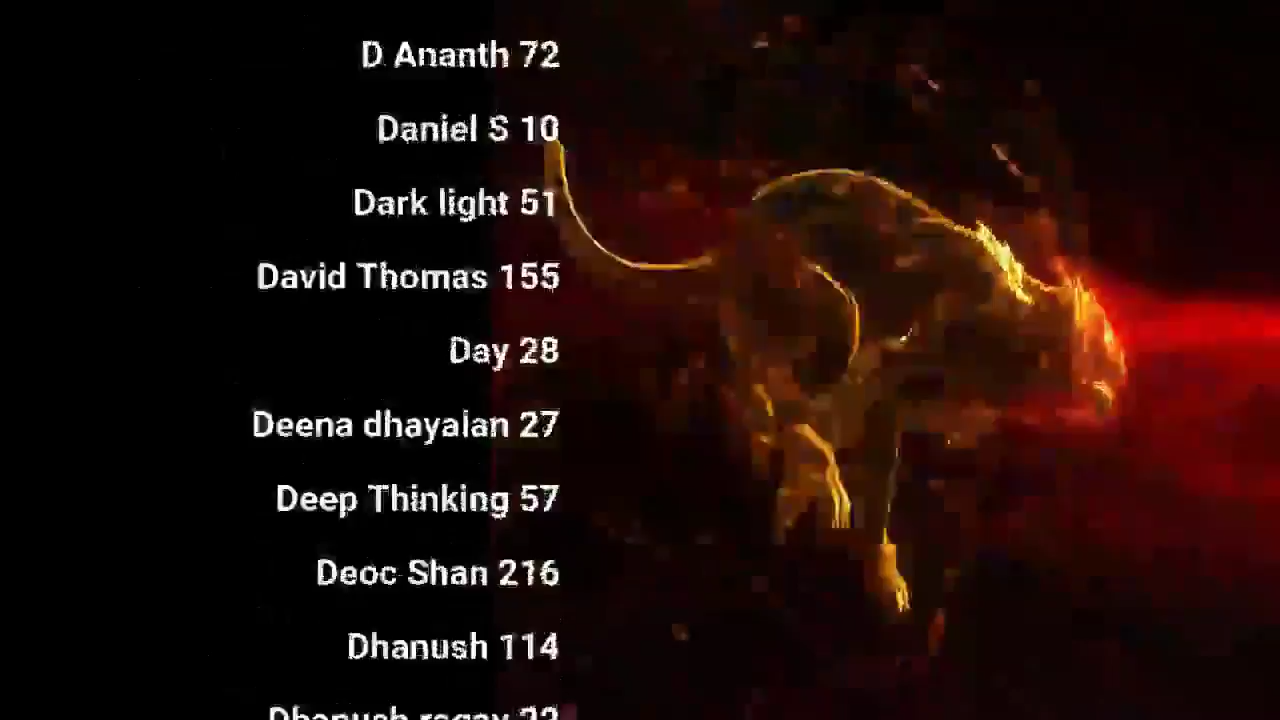 D Ananth 72
Daniel S 10
Dark light 51
David Thomas 155
Day 28
Deena dhayalan 27
Deep Thinking 57
Deoc Shan 216
Dhanush 114
Dhanush